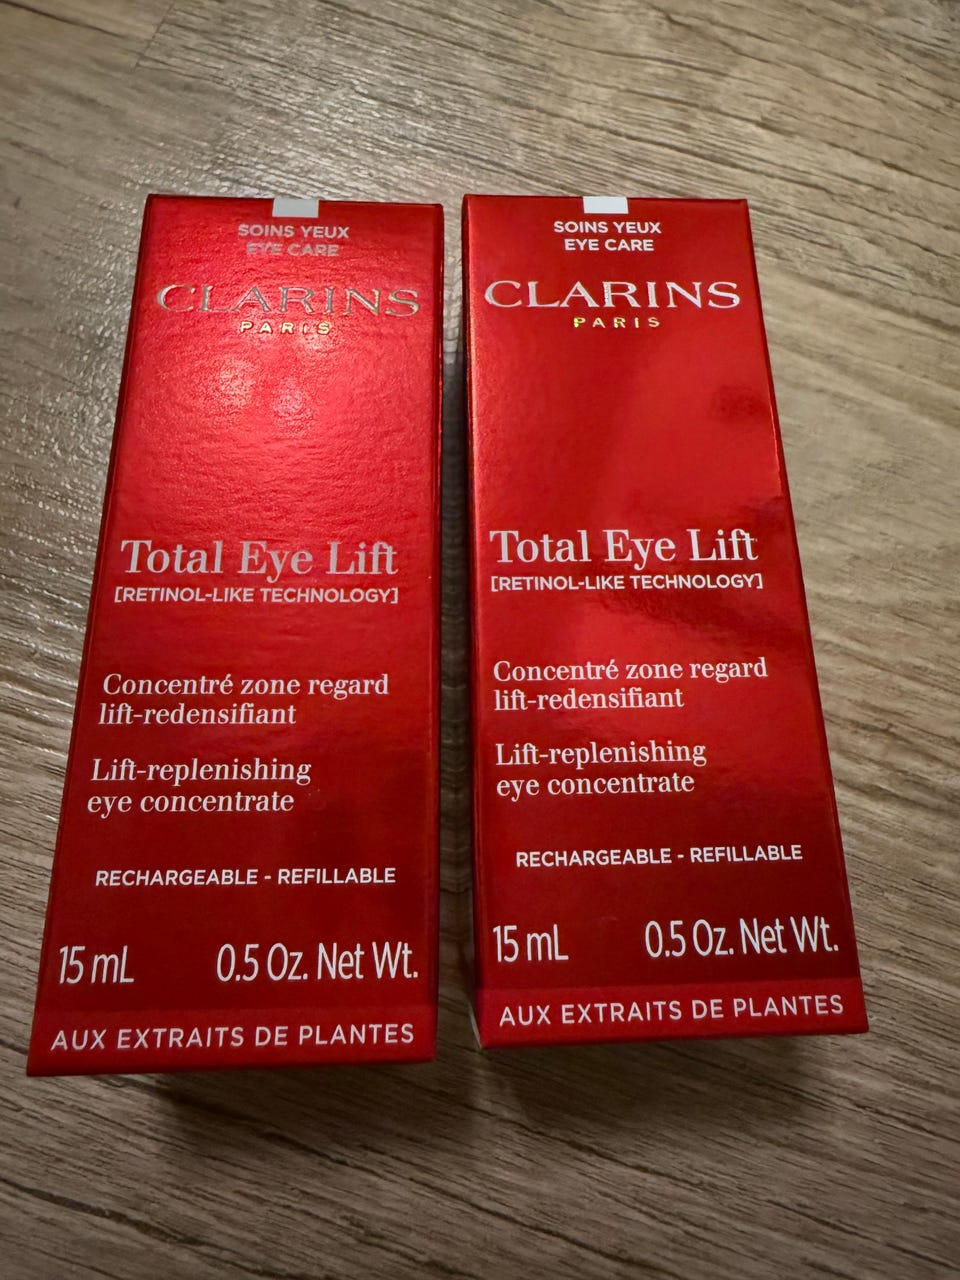 SOINS YEUX
EYE CARE
CLARINS
PARIS
Total Eye Lift
[RETINOL-LIKE TECHNOLOGY]
Concentré zone regard
lift-redensifiant
Lift-replenishing
eye concentrate
RECHARGEABLE - REFILLABLE
15 mL 0.5 Oz. Net Wt.
AUX EXTRAITS DE PLANTES
SOINS YEUX
EYE CARE
CLARINS
PARIS
Total Eye Lift
[RETINOL-LIKE TECHNOLOGY]
Concentré zone regard
lift-redensifiant
Lift-replenishing
eye concentrate
RECHARGEABLE - REFILLABLE
15 mL 0.5 Oz. Net Wt.
AUX EXTRAITS DE PLANTES